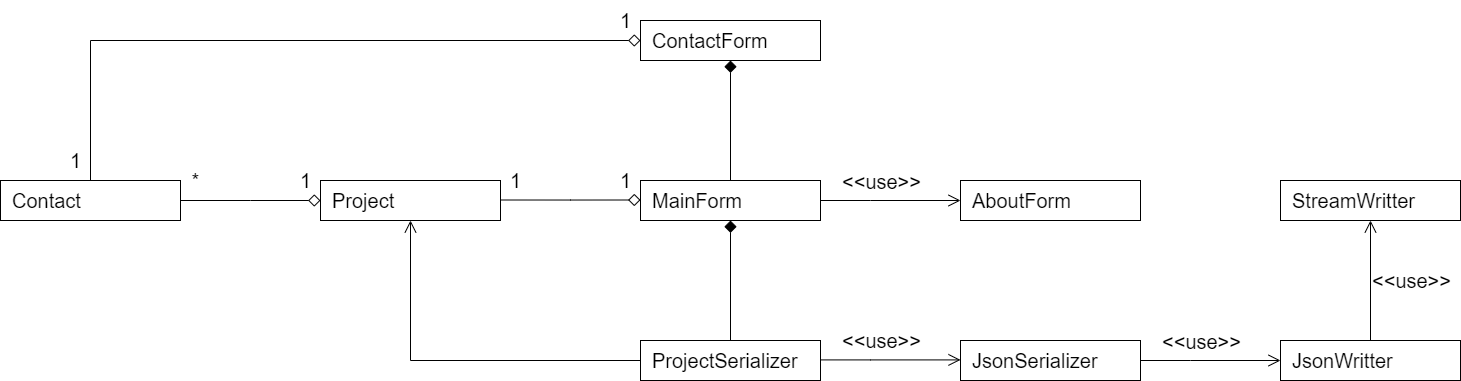 1
ContactForm
1
*
1
1
1
<<use>>
Contact
Project
MainForm
AboutForm
StreamWritter
<<use>>
<<use>>
<<use>>
ProjectSerializer
JsonSerializer
JsonWritter